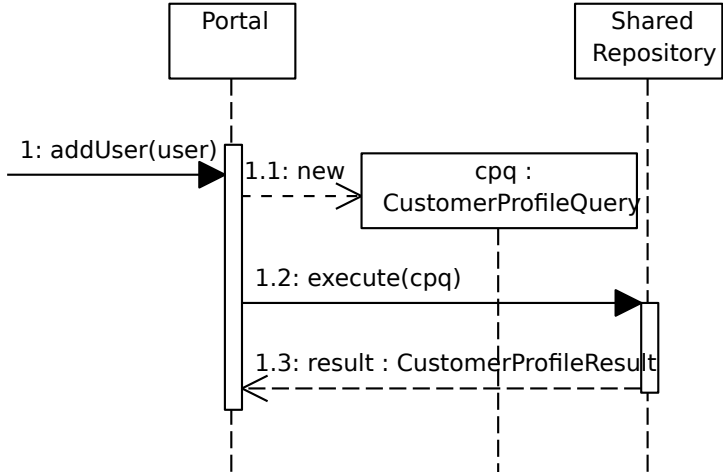 Portal
Shared
Repository
1: addUser(user)
1.1: new
cpq :
CustomerProfileQuery
1.2: execute(cpq)
1.3: result : CustomerProfileResult